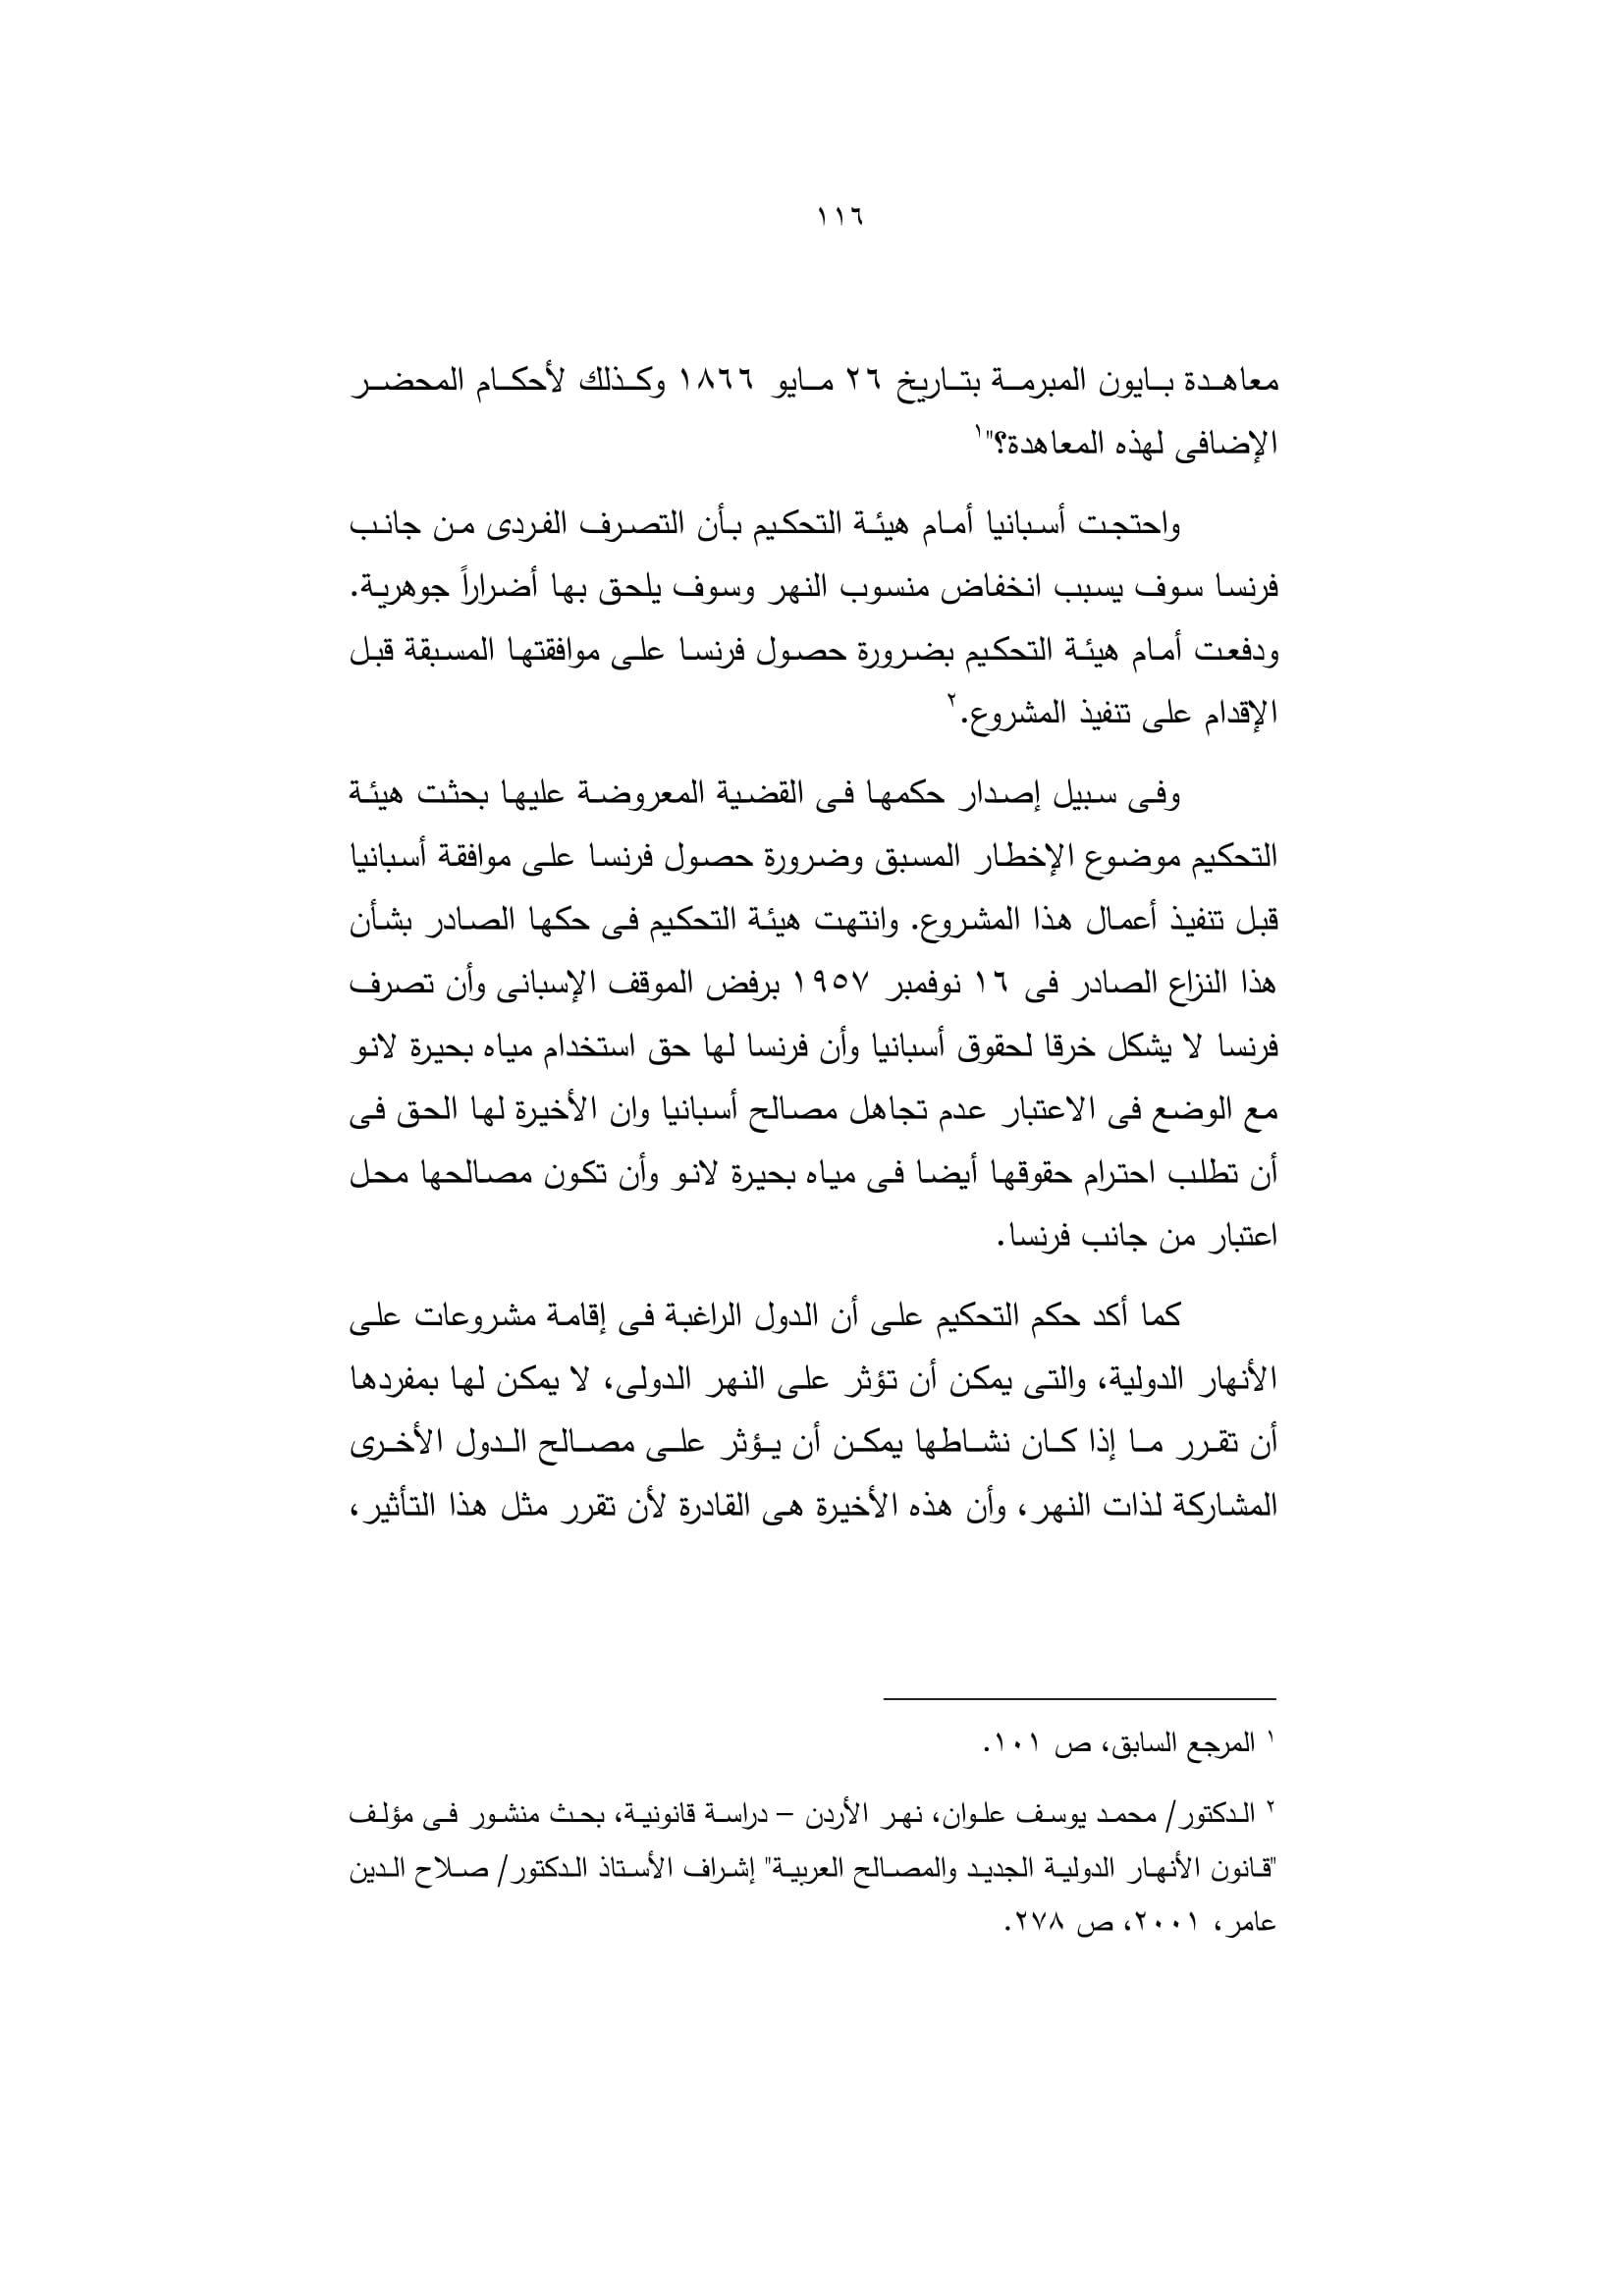 ١١٦
معاهدة بايون المبرمة بتاريخ ٢٦ مايو ١٨٦٦ وكذلك لأحكام المحضر
الإضافى لهذه المعاهدة؟"١
واحتجت أسبانيا أمام هيئة التحكيم بأن التصرف الفردى من جانب
فرنسا سوف يسبب انخفاض منسوب النهر وسوف يلحق بها أضراراً جوهرية.
ودفعت أمام هيئة التحكيم بضرورة حصول فرنسا على موافقتها المسبقة قبل
الإقدام على تنفيذ المشروع.٢
وفى سبيل إصدار حكمها فى القضية المعروضة عليها بحثت هيئة
التحكيم موضوع الإخطار المسبق وضرورة حصول فرنسا على موافقة أسبانيا
قبل تنفيذ أعمال هذا المشروع. وانتهت هيئة التحكيم فى حكها الصادر بشأن
هذا النزاع الصادر فى ١٦ نوفمبر ١٩٥٧ برفض الموقف الإسبانى وأن تصرف
فرنسا لا يشكل خرقا لحقوق أسبانيا وأن فرنسا لها حق استخدام مياه بحيرة لانو
مع الوضع فى الاعتبار عدم تجاهل مصالح أسبانيا وان الأخيرة لها الحق فى
أن تطلب احترام حقوقها أيضا فى مياه بحيرة لانو وأن تكون مصالحها محل
اعتبار من جانب فرنسا.
كما أكد حكم التحكيم على أن الدول الراغبة فى إقامة مشروعات على
الأنهار الدولية، والتى يمكن أن تؤثر على النهر الدولى، لا يمكن لها بمفردها
أن تقرر ما إذا كان نشاطها يمكن أن يؤثر على مصالح الدول الأخرى
المشاركة لذات النهر، وأن هذه الأخيرة هى القادرة لأن تقرر مثل هذا التأثير،
١ المرجع السابق، ص ١٠١.
٢ الدكتور/ محمد يوسف علوان، نهر الأردن – دراسة قانونية، بحث منشور فى مؤلف
"قانون الأنهار الدولية الجديد والمصالح العربية" إشراف الأستاذ الدكتور/ صلاح الدين
عامر، ٢٠٠١، ص ٢٧٨.